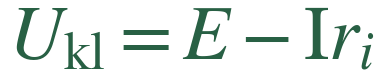 U_kl = E − Ir_i